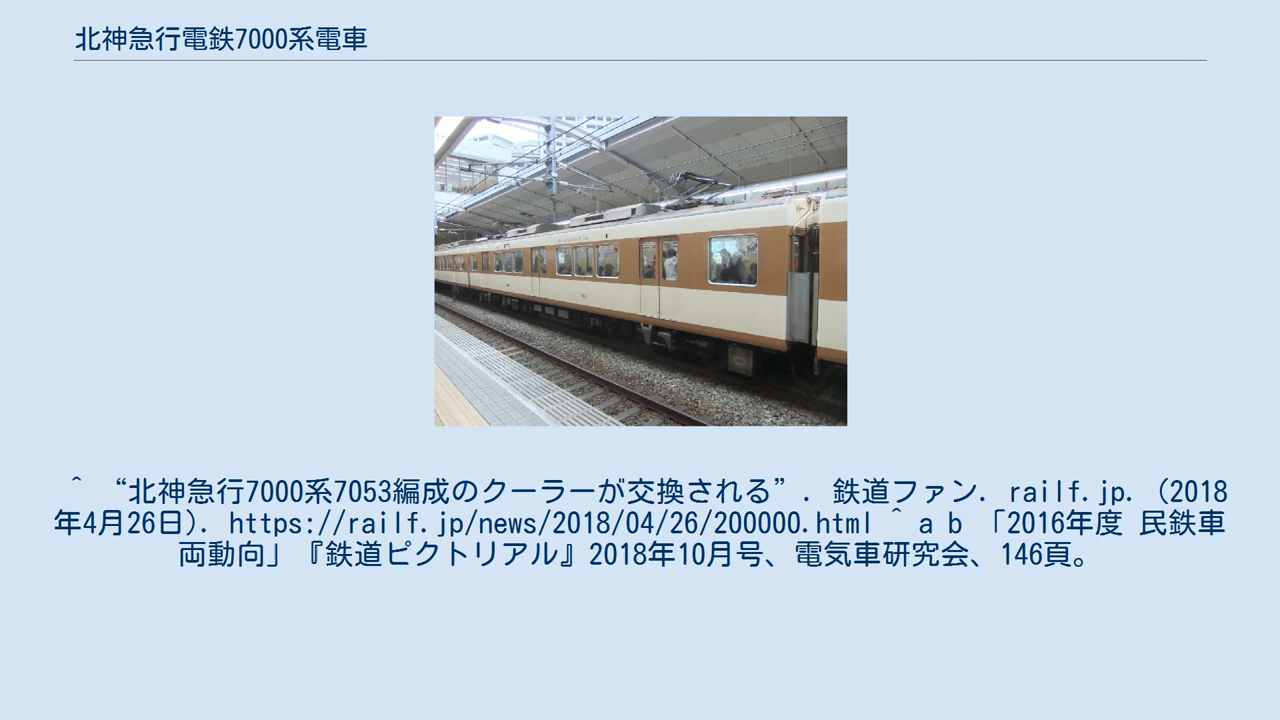 北神急行電鉄7000系電車
^ “北神急行7000系7053編成のクーラーが交換される”. 鉄道ファン. railf.jp. (2018
年4月26日). https://railf.jp/news/2018/04/26/200000.html ^ a b 「2016年度 民鉄車
両動向」『鉄道ピクトリアル』2018年10月号、電気車研究会、146頁。